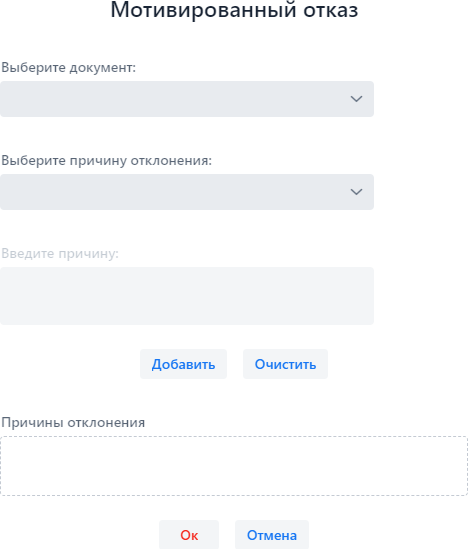 Мотивированный отказ
Выберите документ:
Выберите причину отклонения:
Введите причину:
Добавить Очистить
Причины отклонения
Ок Отмена